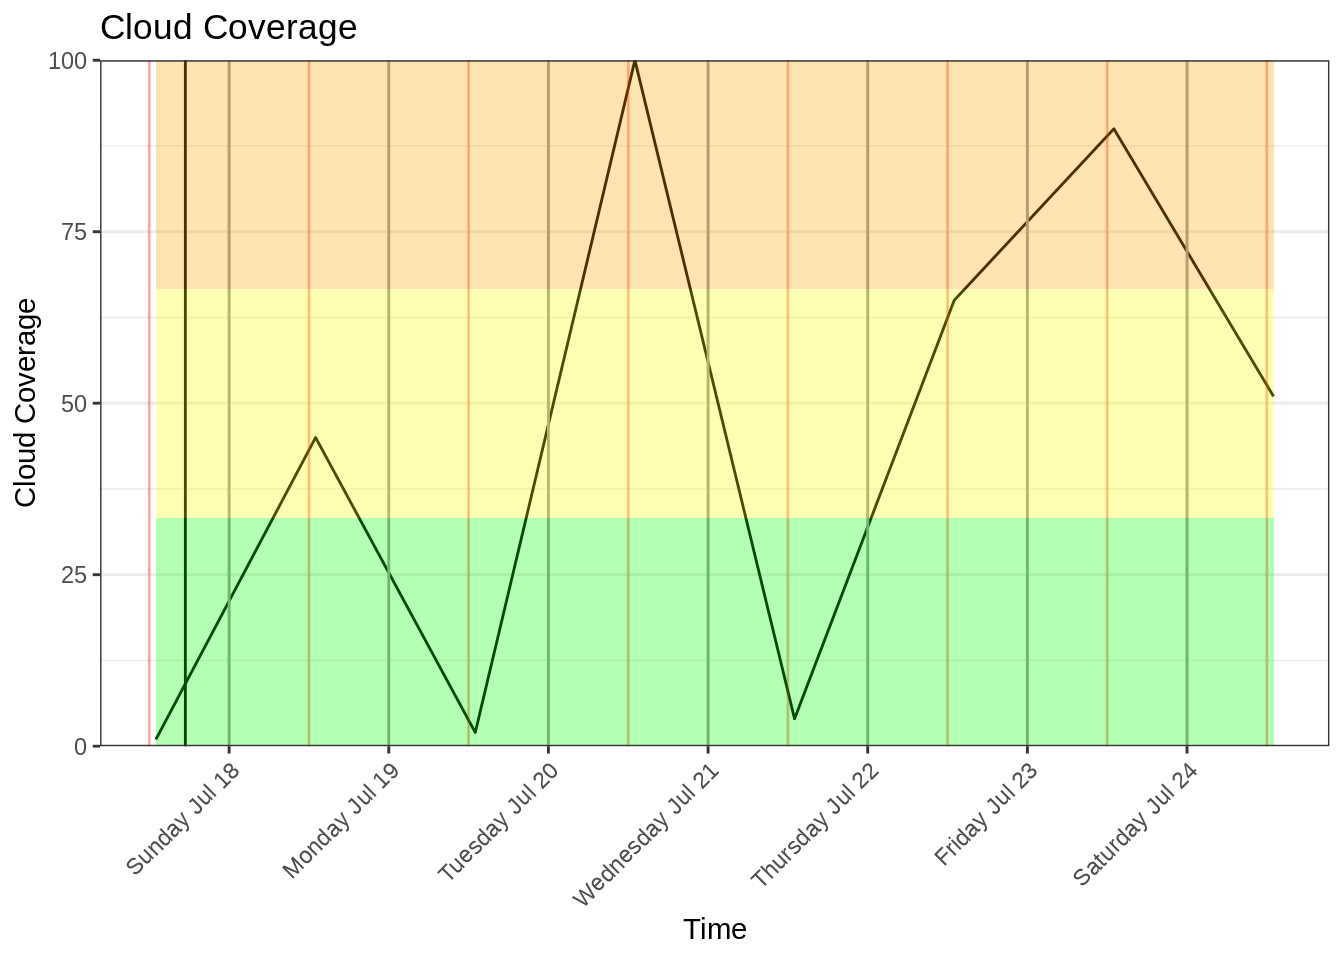 Cloud Coverage
100
75
50
25
0
Cloud Coverage
Sunday Jul 18
Monday Jul 19
Tuesday Jul 20
Wednesday Jul 21
Thursday Jul 22
Friday Jul 23
Saturday Jul 24
Time